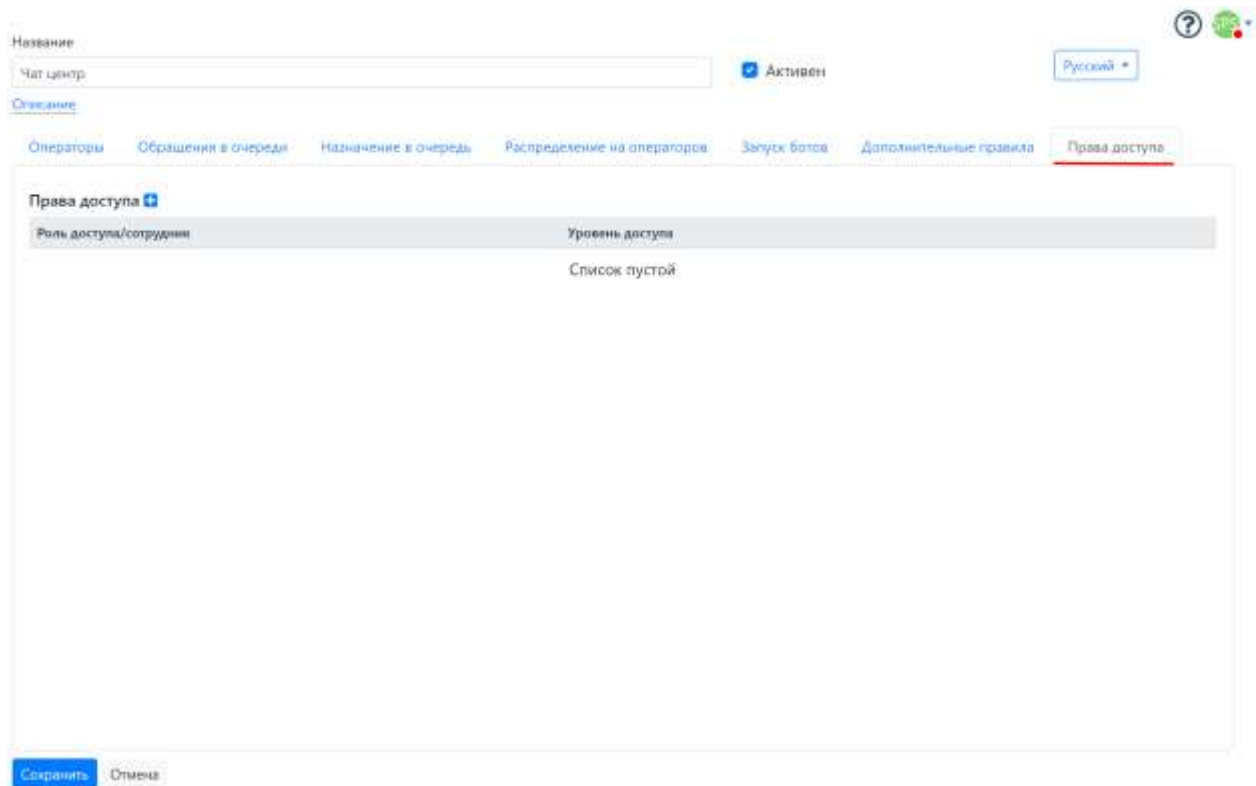 SPS
Название
Чат центр
Активен
Русский
Описание
Операторы Обращения в очереди Назначение в очередь Распределение на операторов Запуск ботов Дополнительные правила Права доступа
Права доступа
Роль доступа/сотрудник Уровень доступа
Список пустой
Сохранить Отмена